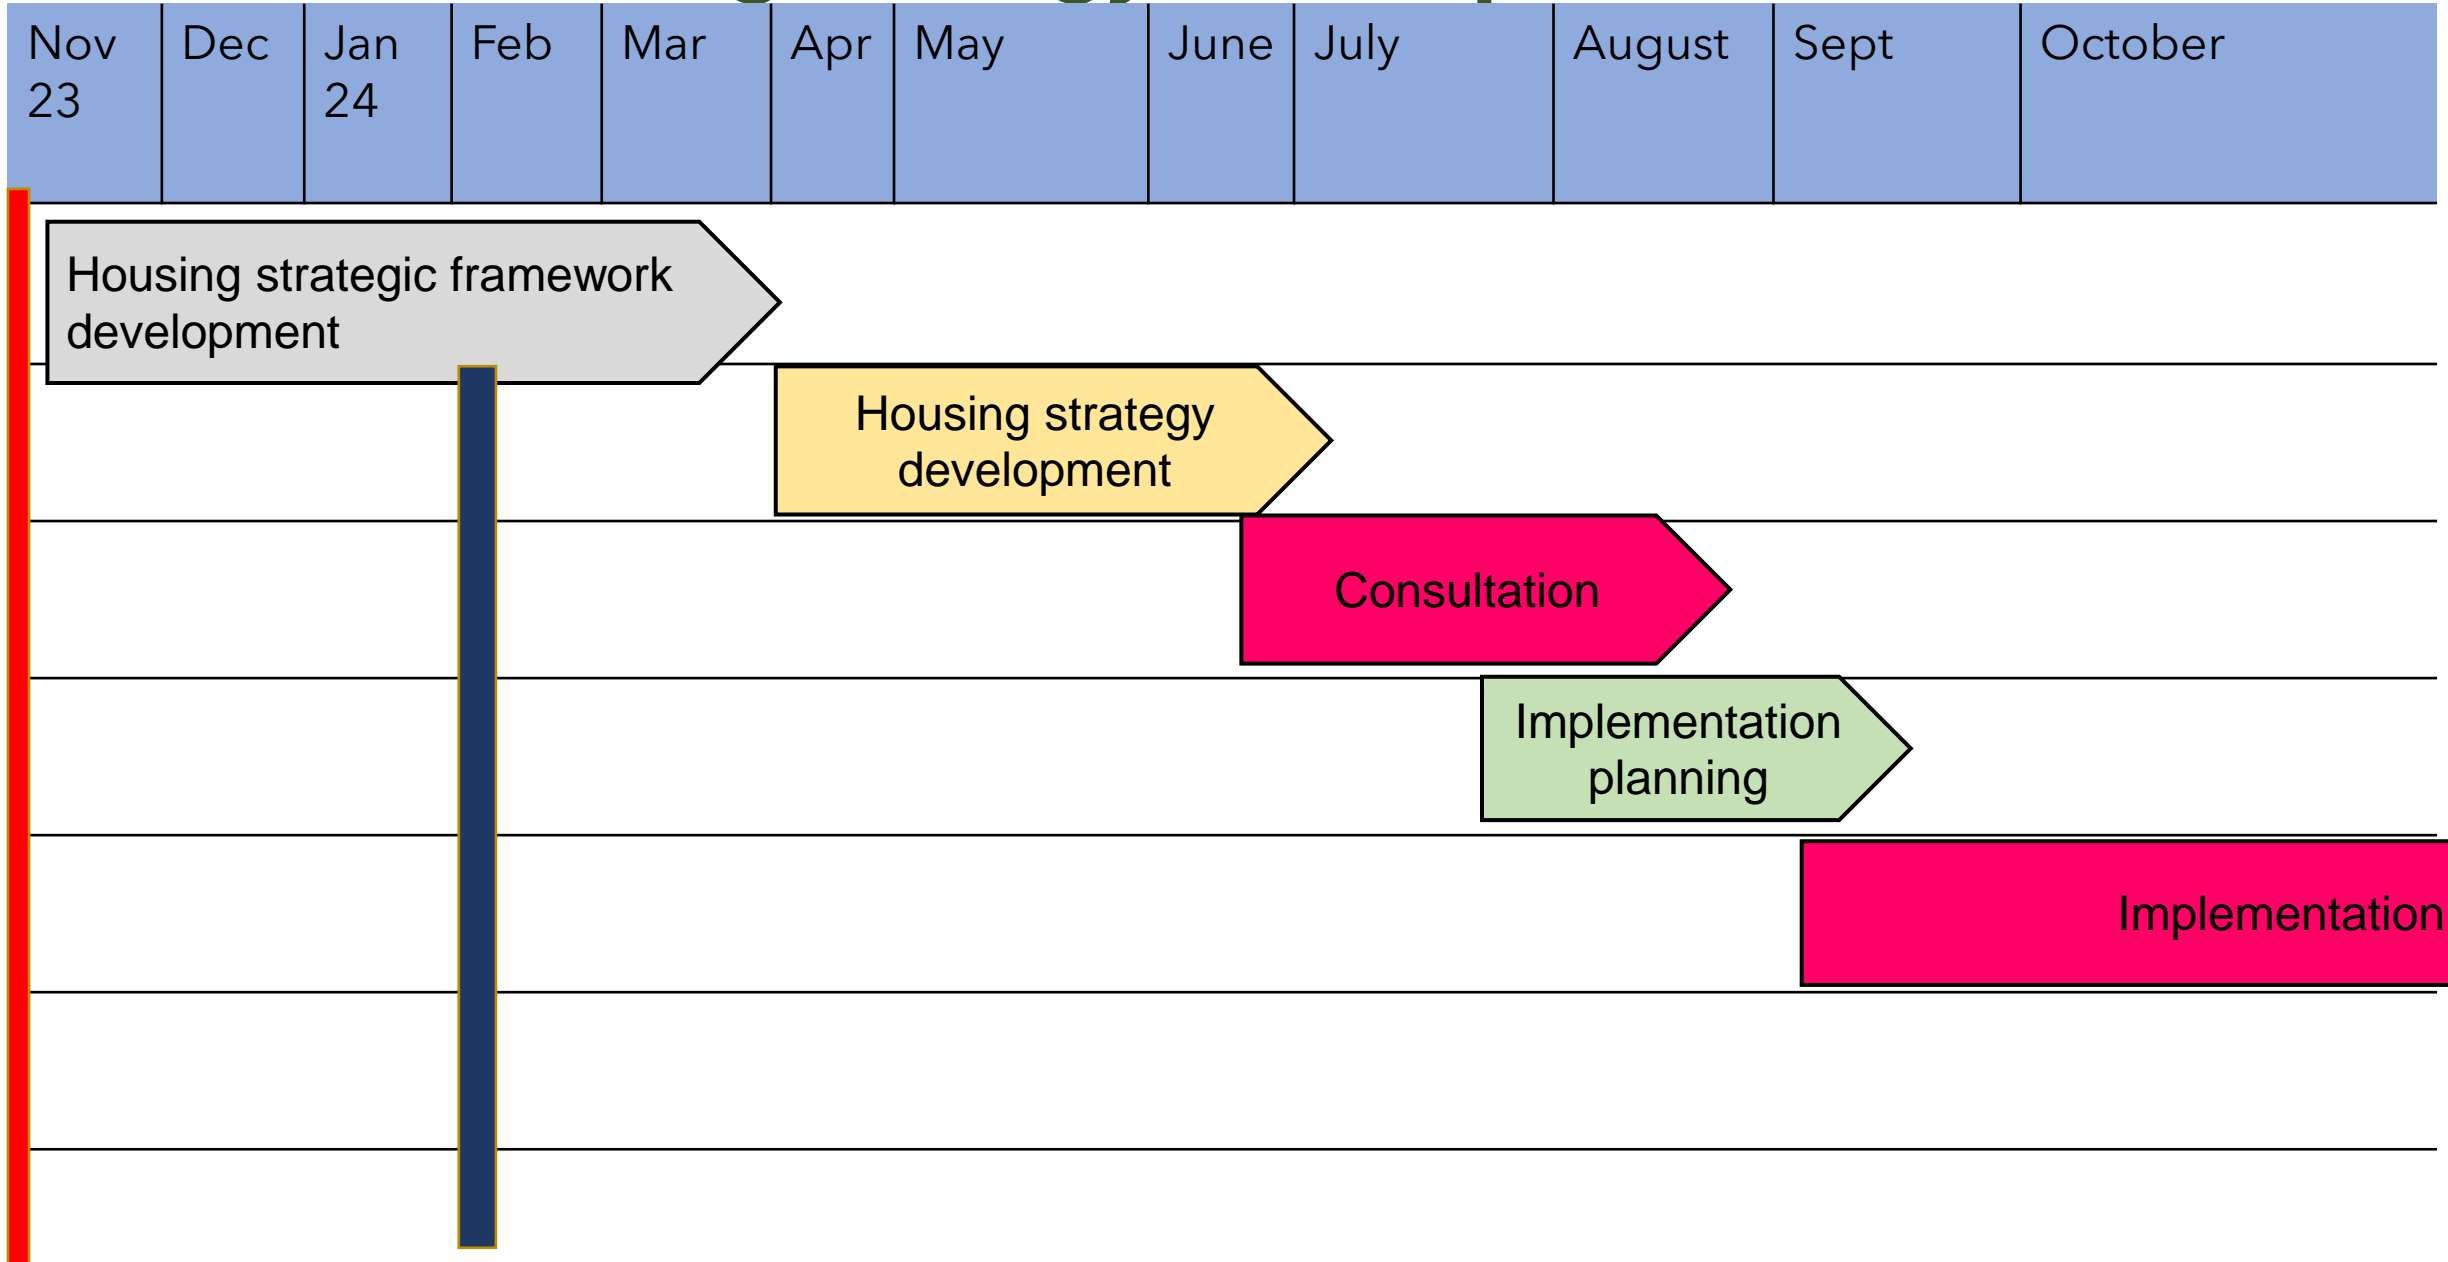 Nov Dec Jan Feb Mar Apr May June July August Sept October
23 24
Housing strategic framework
development
Housing strategy
development
Consultation
Implementation
planning
Implementation